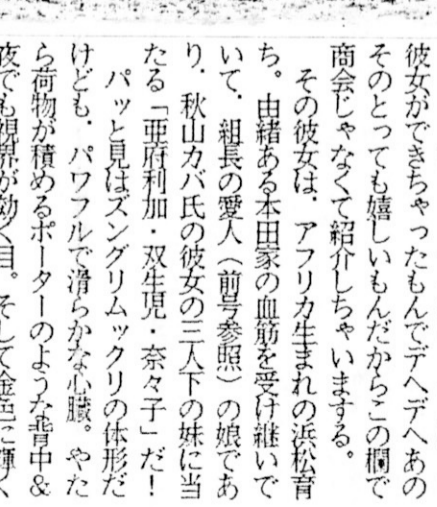 彼女ができちゃったもんでデヘデヘあの
そのとっても嬉しいもんだからこの欄で
商会じゃなくて紹介しちゃいまする。
その彼女は．アフリカ生まれの浜松育
ち。由緒ある本田家の血筋を受け継いで
いて．組長の愛人（前号参照）の娘であ
り．秋山カバ氏の彼女の三人下の妹に当
たる「亜府利加・双生児・奈々子」だ！
パッと見はズングリムックリの体形だ
けども．パワフルで滑らかな心臓。やた
ら荷物が積めるポーターのような背中＆
夜でも視界が効く目。そして金色に輝く